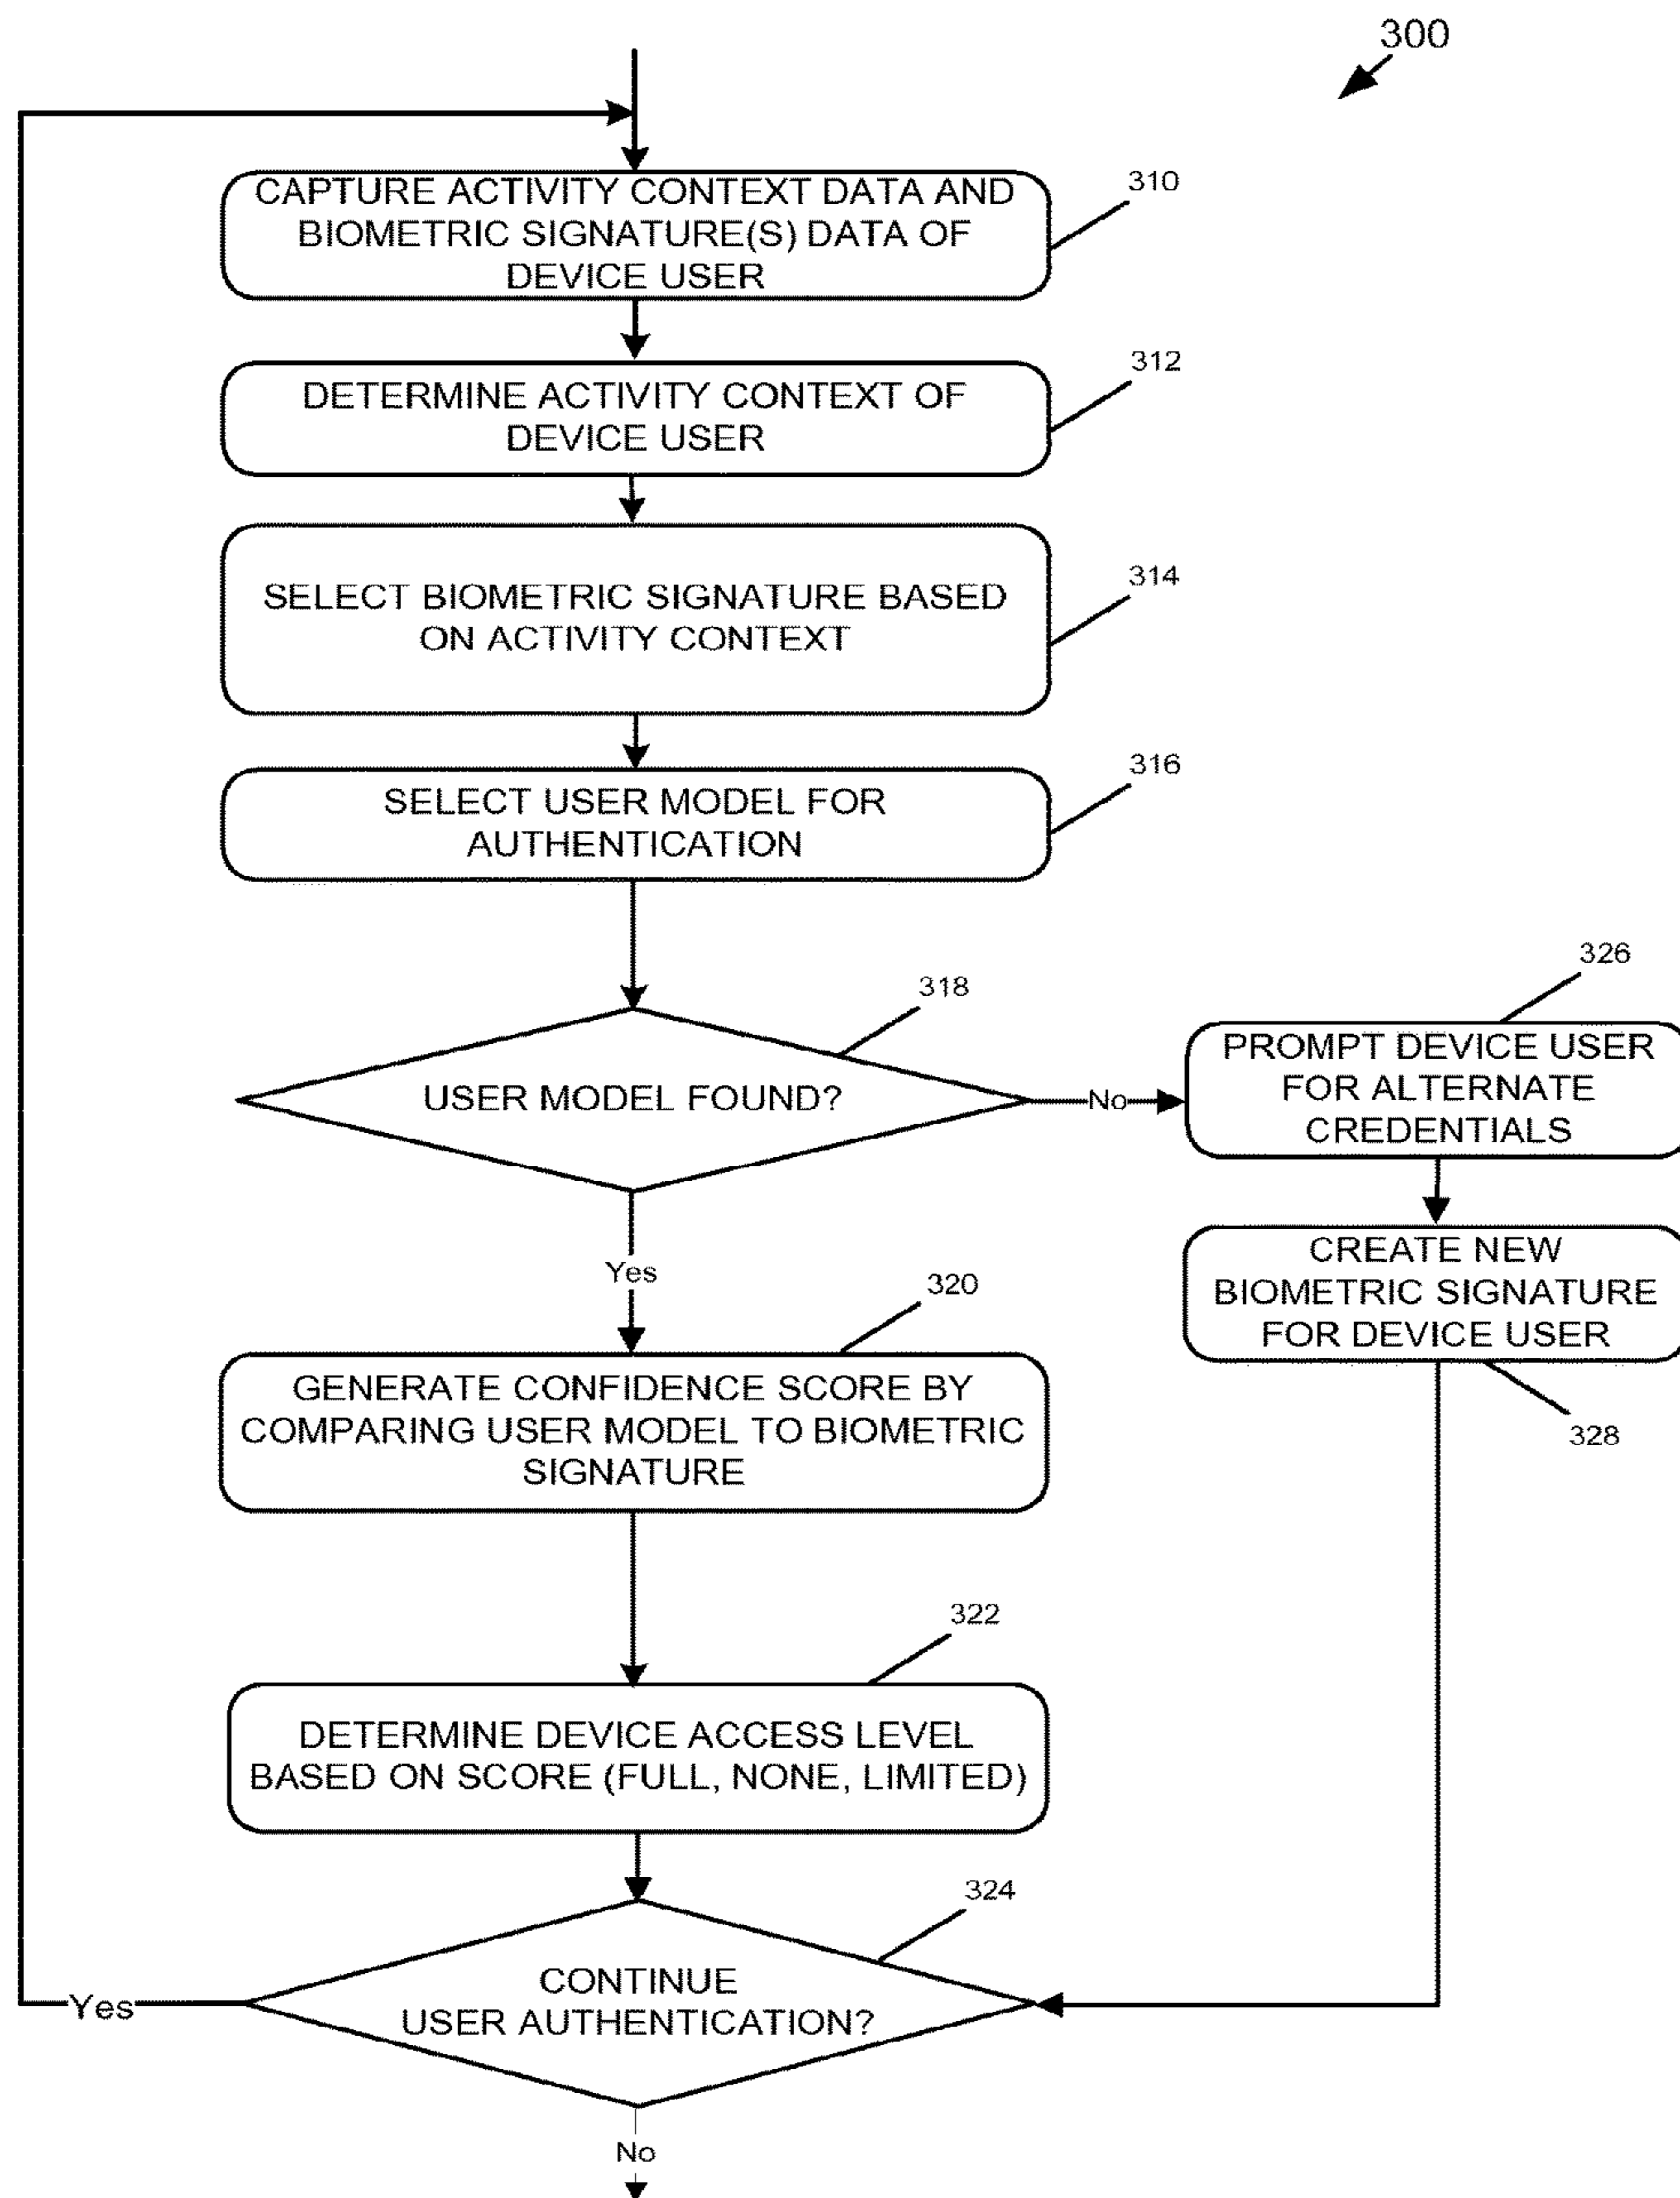 300
CAPTURE ACTIVITY CONTEXT DATA AND
BIOMETRIC SIGNATURE(S) DATA OF
DEVICE USER
310
DETERMINE ACTIVITY CONTEXT OF
DEVICE USER
312
SELECT BIOMETRIC SIGNATURE BASED
ON ACTIVITY CONTEXT
314
SELECT USER MODEL FOR
AUTHENTICATION
316
USER MODEL FOUND?
318
No
PROMPT DEVICE USER
FOR ALTERNATE
CREDENTIALS
326
CREATE NEW
BIOMETRIC SIGNATURE
FOR DEVICE USER
328
Yes
GENERATE CONFIDENCE SCORE BY
COMPARING USER MODEL TO BIOMETRIC
SIGNATURE
320
DETERMINE DEVICE ACCESS LEVEL
BASED ON SCORE (FULL, NONE, LIMITED)
322
CONTINUE
USER AUTHENTICATION?
324
Yes
No